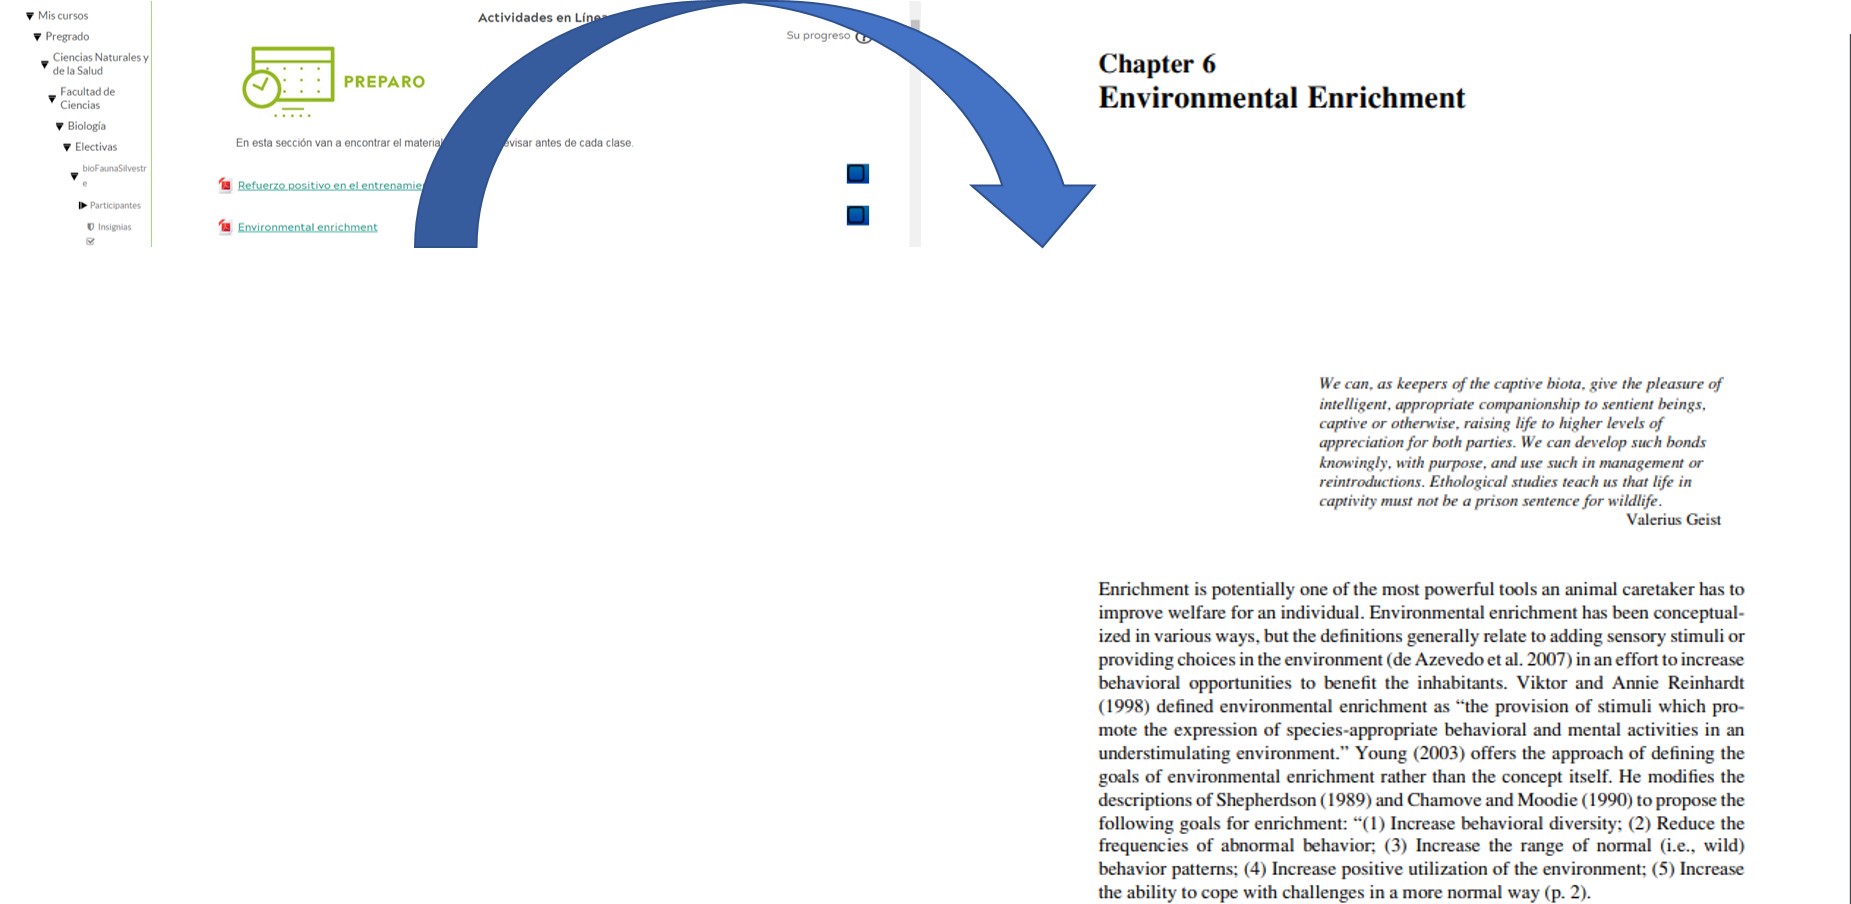 Mis cursos
Pregrado
Ciencias Naturales y
de la Salud
Facultad de
Ciencias
Biología
Electivas
bioFaunaSilvestr
e
Participantes
Insignias
Actividades en Líne
Su progreso
PREPARO
En esta sección van a encontrar el material
visar antes de cada clase.
Refuerzo positivo en el entrenamie
Environmental enrichment
Chapter 6
Environmental Enrichment
We can, as keepers of the captive biota, give the pleasure of
intelligent, appropriate companionship to sentient beings,
captive or otherwise, raising life to higher levels of
appreciation for both parties. We can develop such bonds
knowingly, with purpose, and use such in management or
reintroductions. Ethological studies teach us that life in
captivity must not be a prison sentence for wildlife.
Valerius Geist
Enrichment is potentially one of the most powerful tools an animal caretaker has to
improve welfare for an individual. Environmental enrichment has been conceptual-
ized in various ways, but the definitions generally relate to adding sensory stimuli or
providing choices in the environment (de Azevedo et al. 2007) in an effort to increase
behavioral opportunities to benefit the inhabitants. Viktor and Annie Reinhardt
(1998) defined environmental enrichment as “the provision of stimuli which pro-
mote the expression of species-appropriate behavioral and mental activities in an
understimulating environment.” Young (2003) offers the approach of defining the
goals of environmental enrichment rather than the concept itself. He modifies the
descriptions of Shepherdson (1989) and Chamove and Moodie (1990) to propose the
following goals for enrichment: “(1) Increase behavioral diversity; (2) Reduce the
frequencies of abnormal behavior; (3) Increase the range of normal (i.e., wild)
behavior patterns; (4) Increase positive utilization of the environment; (5) Increase
the ability to cope with challenges in a more normal way (p. 2).